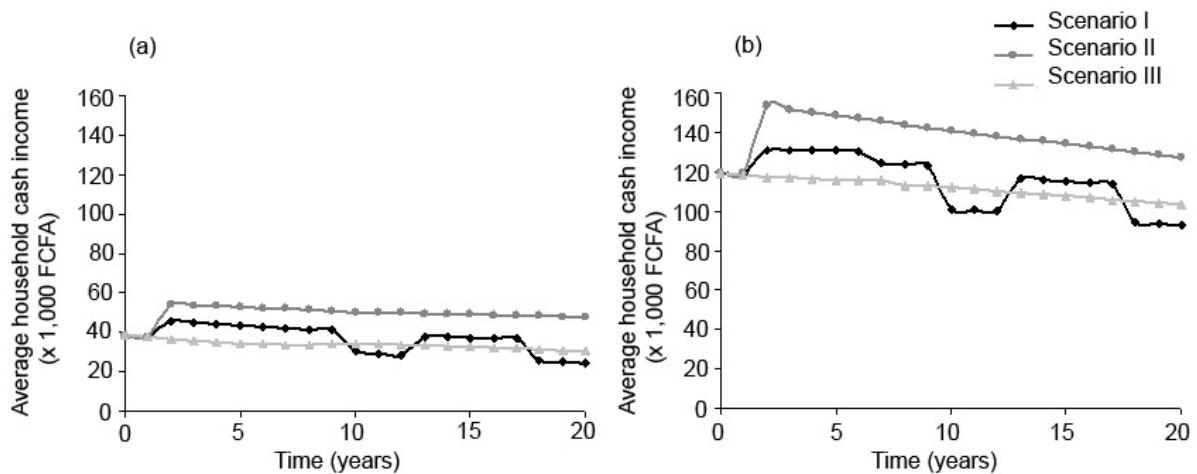 (a)
Average household cash income
(x 1,000 FCFA)
160
140
120
100
80
60
40
20
0
0 5 10 15 20
Time (years)
(b)
Scenario I
Scenario II
Scenario III
Average household cash income
(x 1,000 FCFA)
160
140
120
100
80
60
40
20
0
0 5 10 15 20
Time (years)